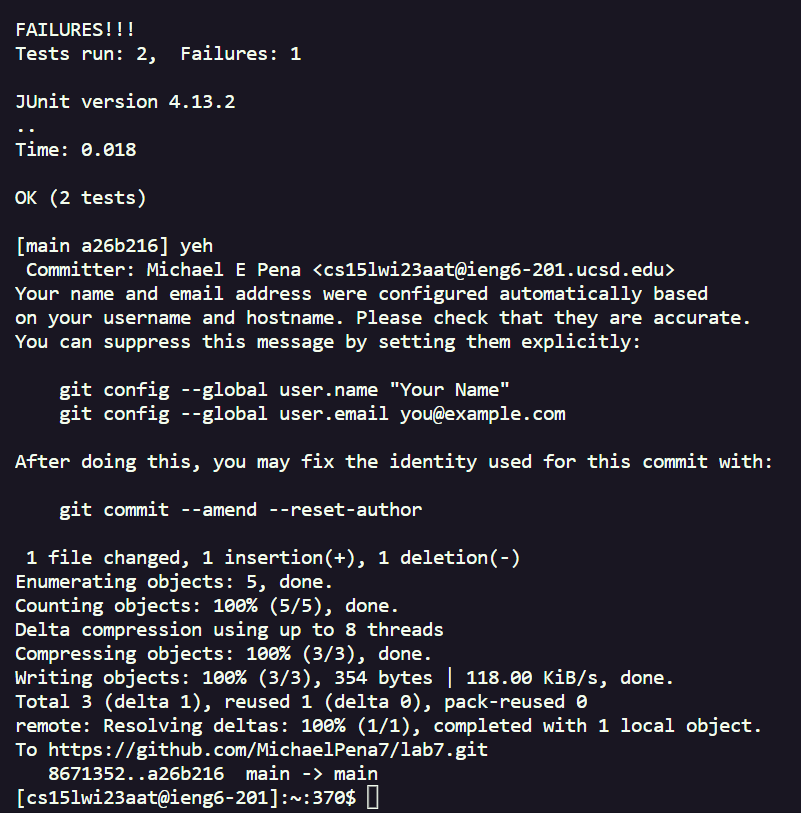 FAILURES!!!
Tests run: 2,  Failures: 1

JUnit version 4.13.2
..
Time: 0.018

OK (2 tests)

[main a26b216] yeh
 Committer: Michael E Pena <cs15lwi23aat@ieng6-201.ucsd.edu>
Your name and email address were configured automatically based
on your username and hostname. Please check that they are accurate.
You can suppress this message by setting them explicitly:

    git config --global user.name "Your Name"
    git config --global user.email you@example.com

After doing this, you may fix the identity used for this commit with:

    git commit --amend --reset-author

 1 file changed, 1 insertion(+), 1 deletion(-)
Enumerating objects: 5, done.
Counting objects: 100% (5/5), done.
Delta compression using up to 8 threads
Compressing objects: 100% (3/3), done.
Writing objects: 100% (3/3), 354 bytes | 118.00 KiB/s, done.
Total 3 (delta 1), reused 1 (delta 0), pack-reused 0
remote: Resolving deltas: 100% (1/1), completed with 1 local object.
To https://github.com/MichaelPena7/lab7.git
   8671352..a26b216  main -> main
[cs15lwi23aat@ieng6-201]:~:370$